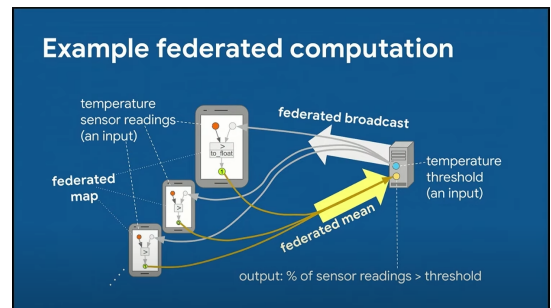 Example federated computation
temperature
sensor readings
(an input)
federated
map
>
to_float
1
>
>
federated broadcast
federated mean
temperature
threshold
(an input)
output: % of sensor readings > threshold